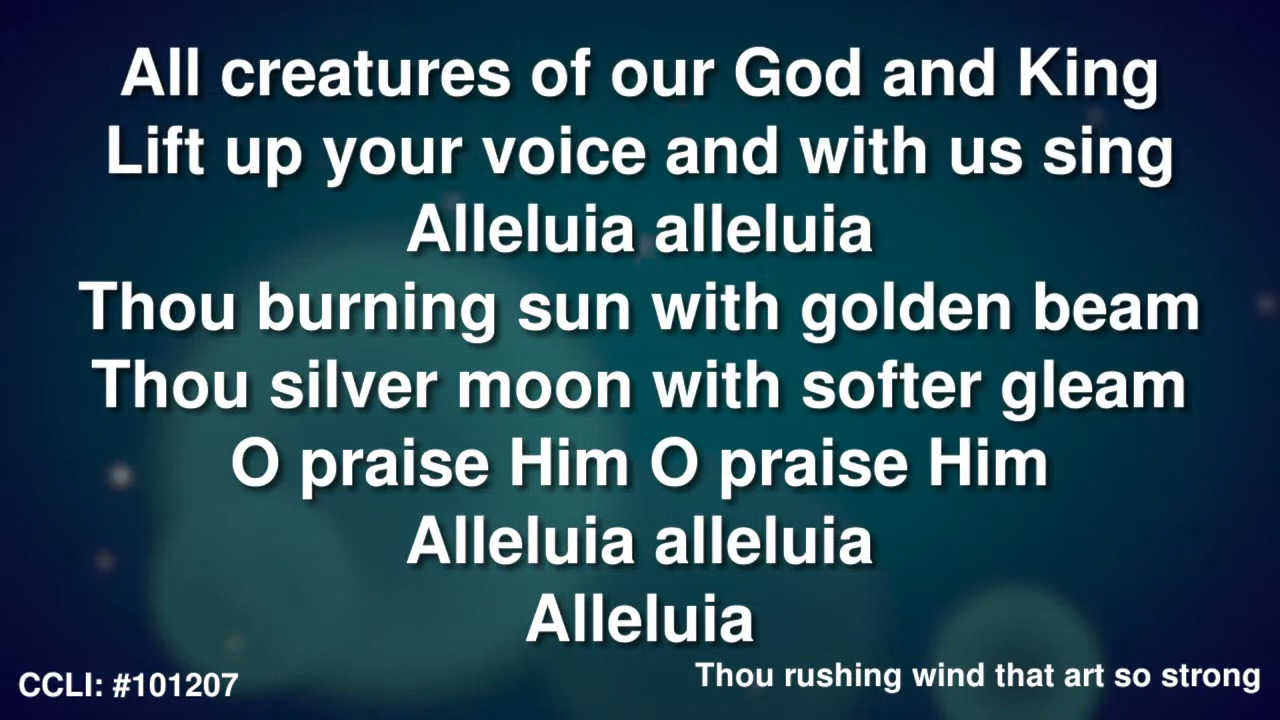 All creatures of our God and King
Lift up your voice and with us sing
Alleluia alleluia
Thou burning sun with golden beam
Thou silver moon with softer gleam
O praise Him O praise Him
Alleluia alleluia
Alleluia
Thou rushing wind that art so strong
CCLI: #101207